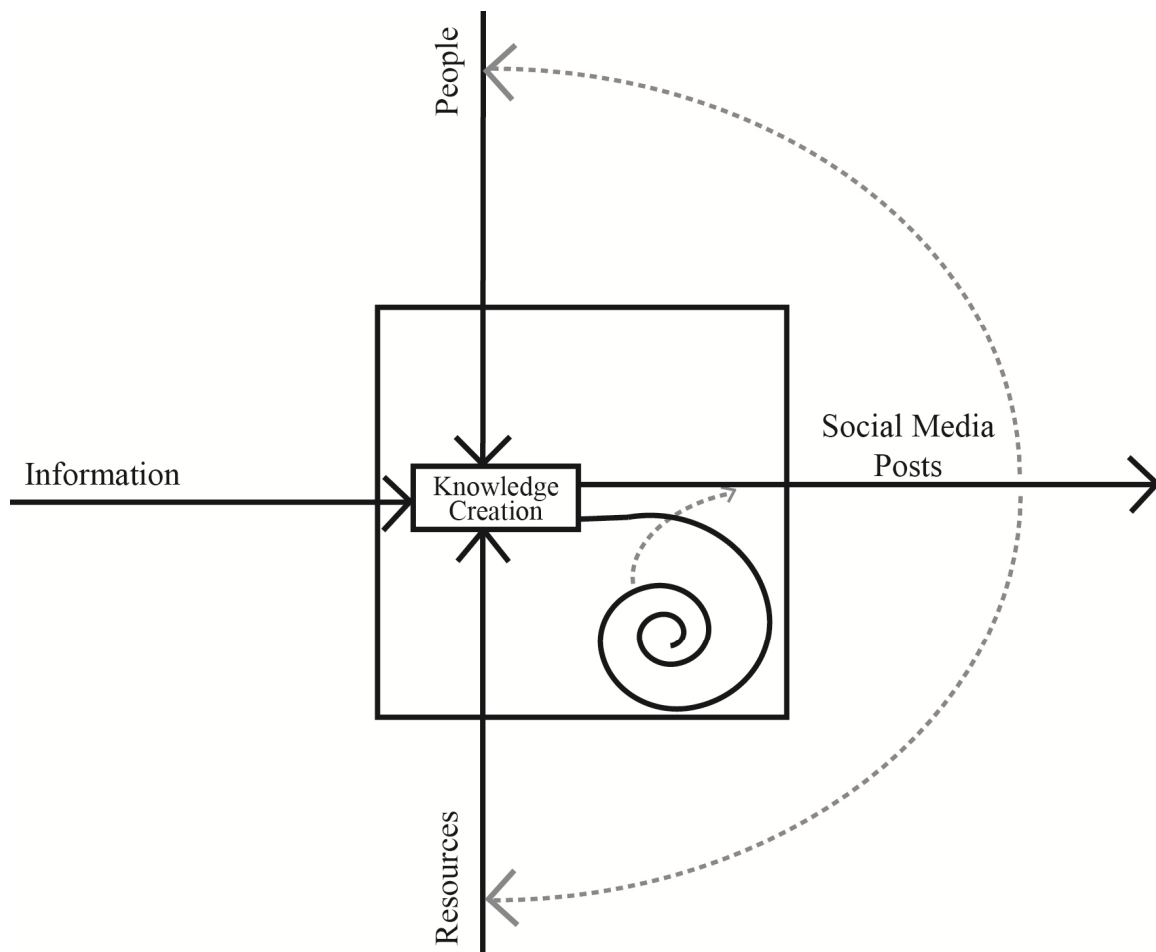 People
Social Media
Posts
Information
Knowledge
Creation
Resources